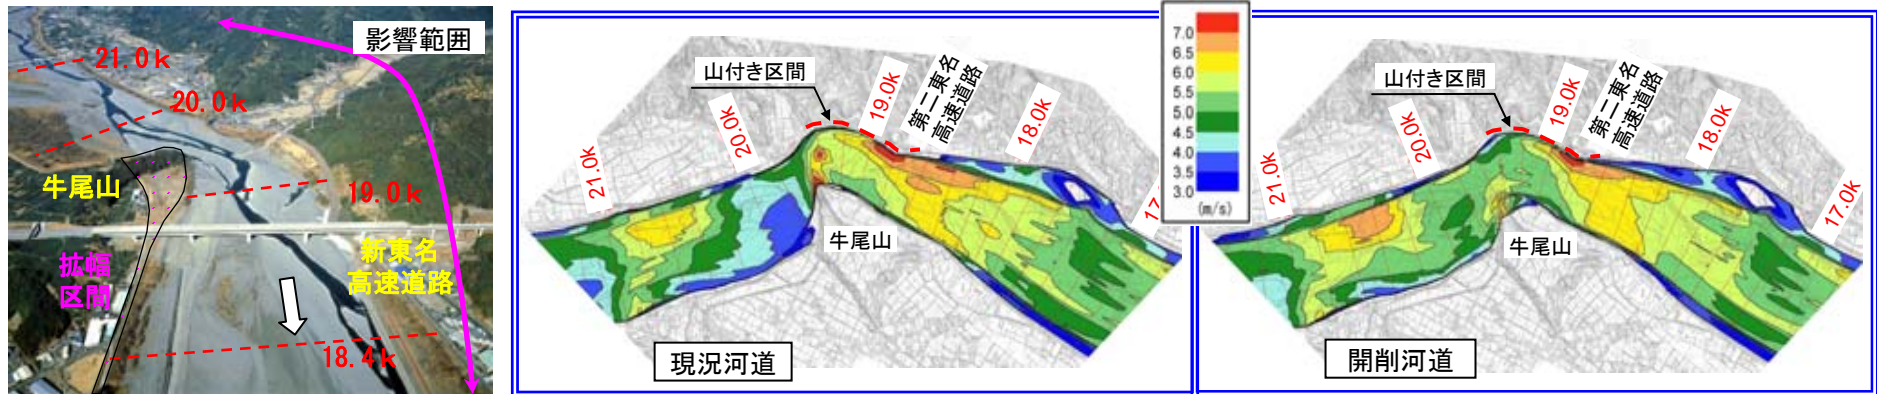 影響範囲
21.0k
20.0k
牛尾山
19.0k
拡幅
区間
新東名
高速道路
18.4k
山付き区間
19.0k
第二東名
高速道路
20.0k
18.0k
21.0k
17.
牛尾山
現況河道
7.0
6.5
6.0
5.5
5.0
4.5
4.0
3.5
3.0
(m/s)
山付き区間
19.0k
第二東名
高速道路
20.0k
18.0k
21.0k
17.0k
牛尾山
開削河道